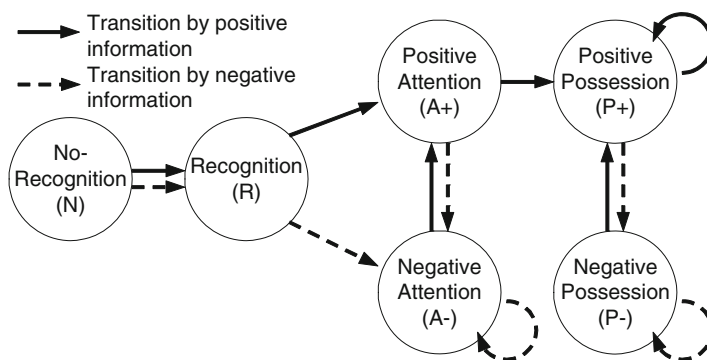 Transition by positive
information
Transition by negative
information
No-
Recognition
(N)
Recognition
(R)
Positive
Attention
(A+)
Positive
Possession
(P+)
Negative
Attention
(A-)
Negative
Possession
(P-)